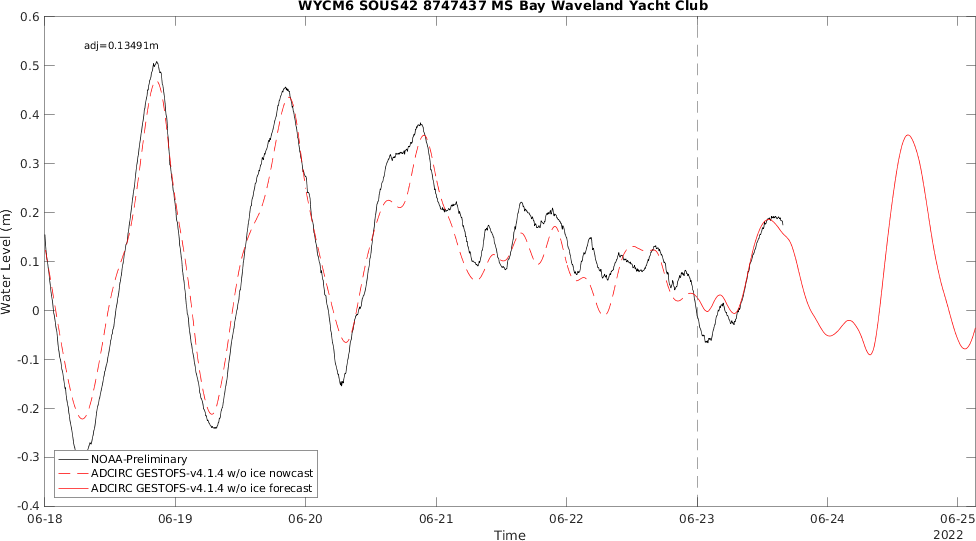 WYCM6 SOUS42 8747437 MS Bay Waveland Yacht Club
adj=0.13491m
Water Level (m)
0.6
0.5
0.4
0.3
0.2
0.1
0
-0.1
-0.2
-0.3
-0.4
NOAA-Preliminary
ADCIRC GESTOFS-v4.1.4 w/o ice nowcast
ADCIRC GESTOFS-v4.1.4 w/o ice forecast
06-18 06-19 06-20 06-21 06-22 06-23 06-24 06-25
Time
2022